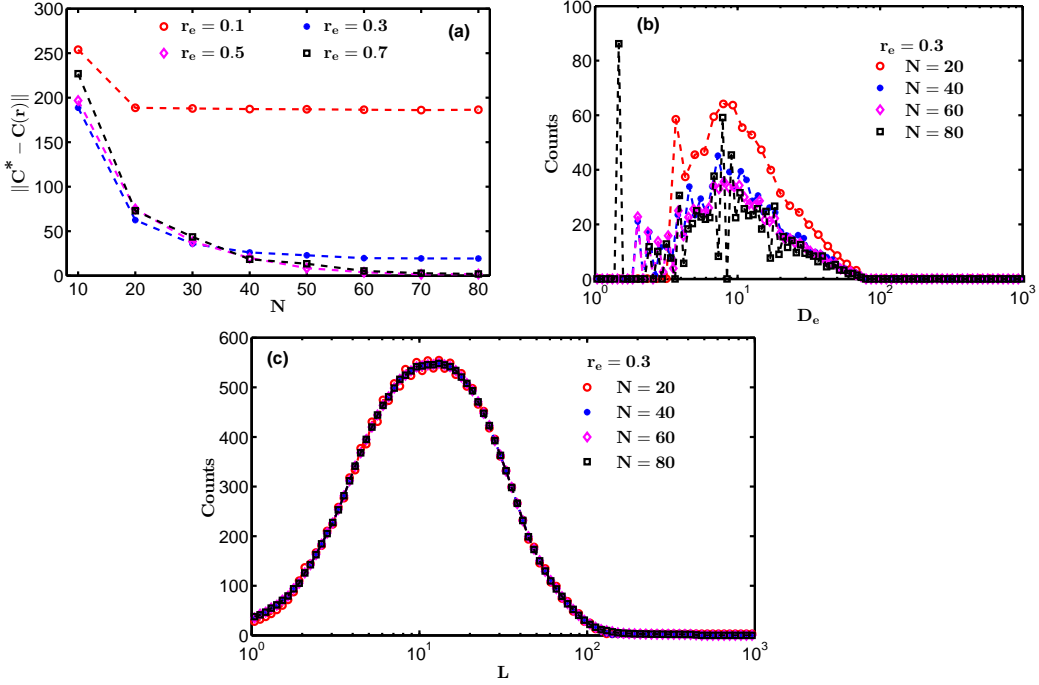 (a)
r_e = 0.1 r_e = 0.3
r_e = 0.5 r_e = 0.7
300
250
200
150
100
50
0
||C* − C(r)||
10 20 30 40 50 60 70 80
N
(b)
r_e = 0.3
N = 20
N = 40
N = 60
N = 80
100
80
60
40
20
0
Counts
10^0 10^1 10^2 10^3
D_e
(c)
r_e = 0.3
N = 20
N = 40
N = 60
N = 80
600
500
400
300
200
100
0
Counts
10^0 10^1 10^2 10^3
L